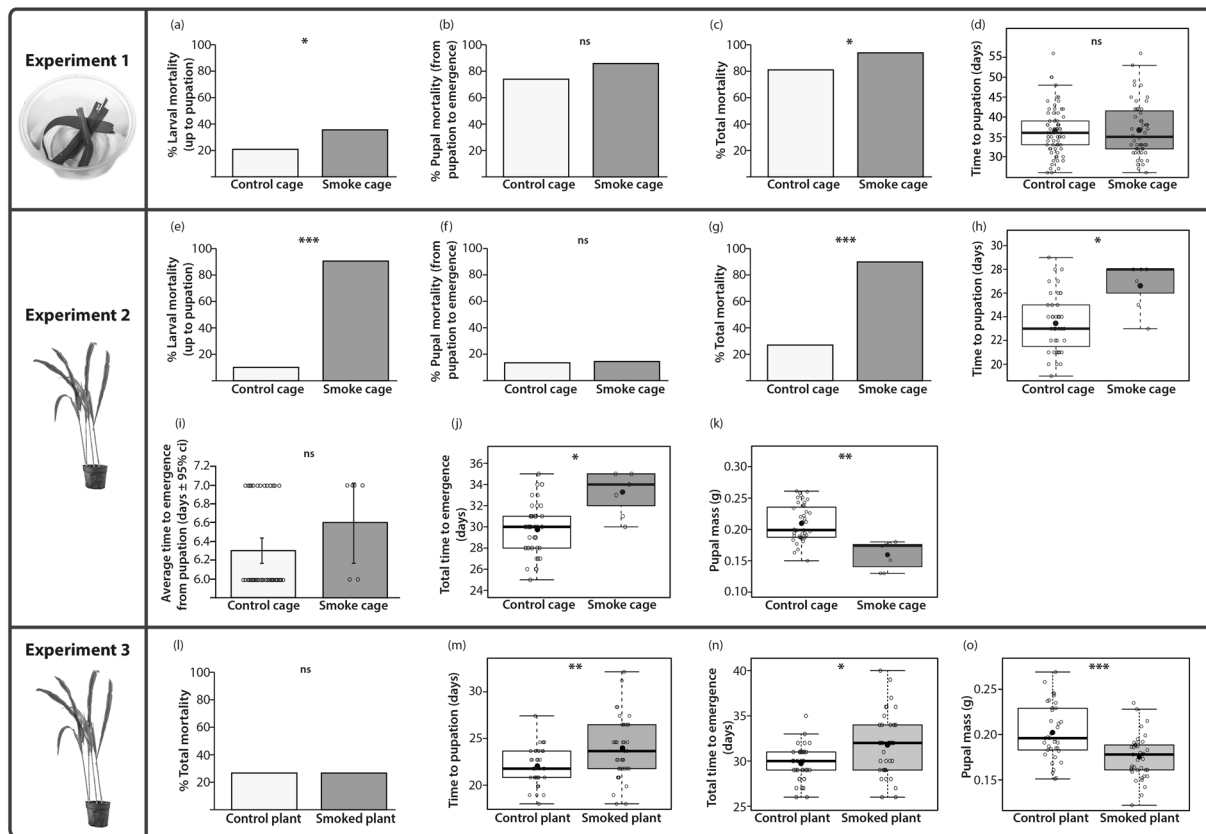 Experiment 1
(a)
*
% Larval mortality
(up to pupation)
100
80
60
40
20
Control cage Smoke cage
(b)
ns
% Pupal mortality (from
pupation to emergence)
100
80
60
40
20
Control cage Smoke cage
(c)
*
% Total mortality
100
80
60
40
20
Control cage Smoke cage
(d)
ns
Time to pupation (days)
55
50
45
40
35
30
Control cage Smoke cage
Experiment 2
(e)
***
% Larval mortality
(up to pupation)
100
80
60
40
20
Control cage Smoke cage
(f)
ns
% Pupal mortality (from
pupation to emergence)
100
80
60
40
20
Control cage Smoke cage
(g)
***
% Total mortality
100
80
60
40
20
Control cage Smoke cage
(h)
*
Time to pupation (days)
30
28
26
24
22
20
Control cage Smoke cage
(i)
ns
Average time to emergence
from pupation (days ± 95% ci)
7.2
7.0
6.6
6.4
6.2
6.0
Control cage Smoke cage
(j)
*
Total time to emergence
(days)
36
34
32
30
28
26
24
Control cage Smoke cage
(k)
**
Pupal mass (g)
0.30
0.25
0.20
0.15
0.10
Control cage Smoke cage
Experiment 3
(l)
ns
% Total mortality
100
80
60
40
20
Control plant Smoked plant
(m)
**
Time to pupation (days)
30
25
20
Control plant Smoked plant
(n)
*
Total time to emergence
(days)
40
35
30
25
Control plant Smoked plant
(o)
***
Pupal mass (g)
0.25
0.20
0.15
Control plant Smoked plant